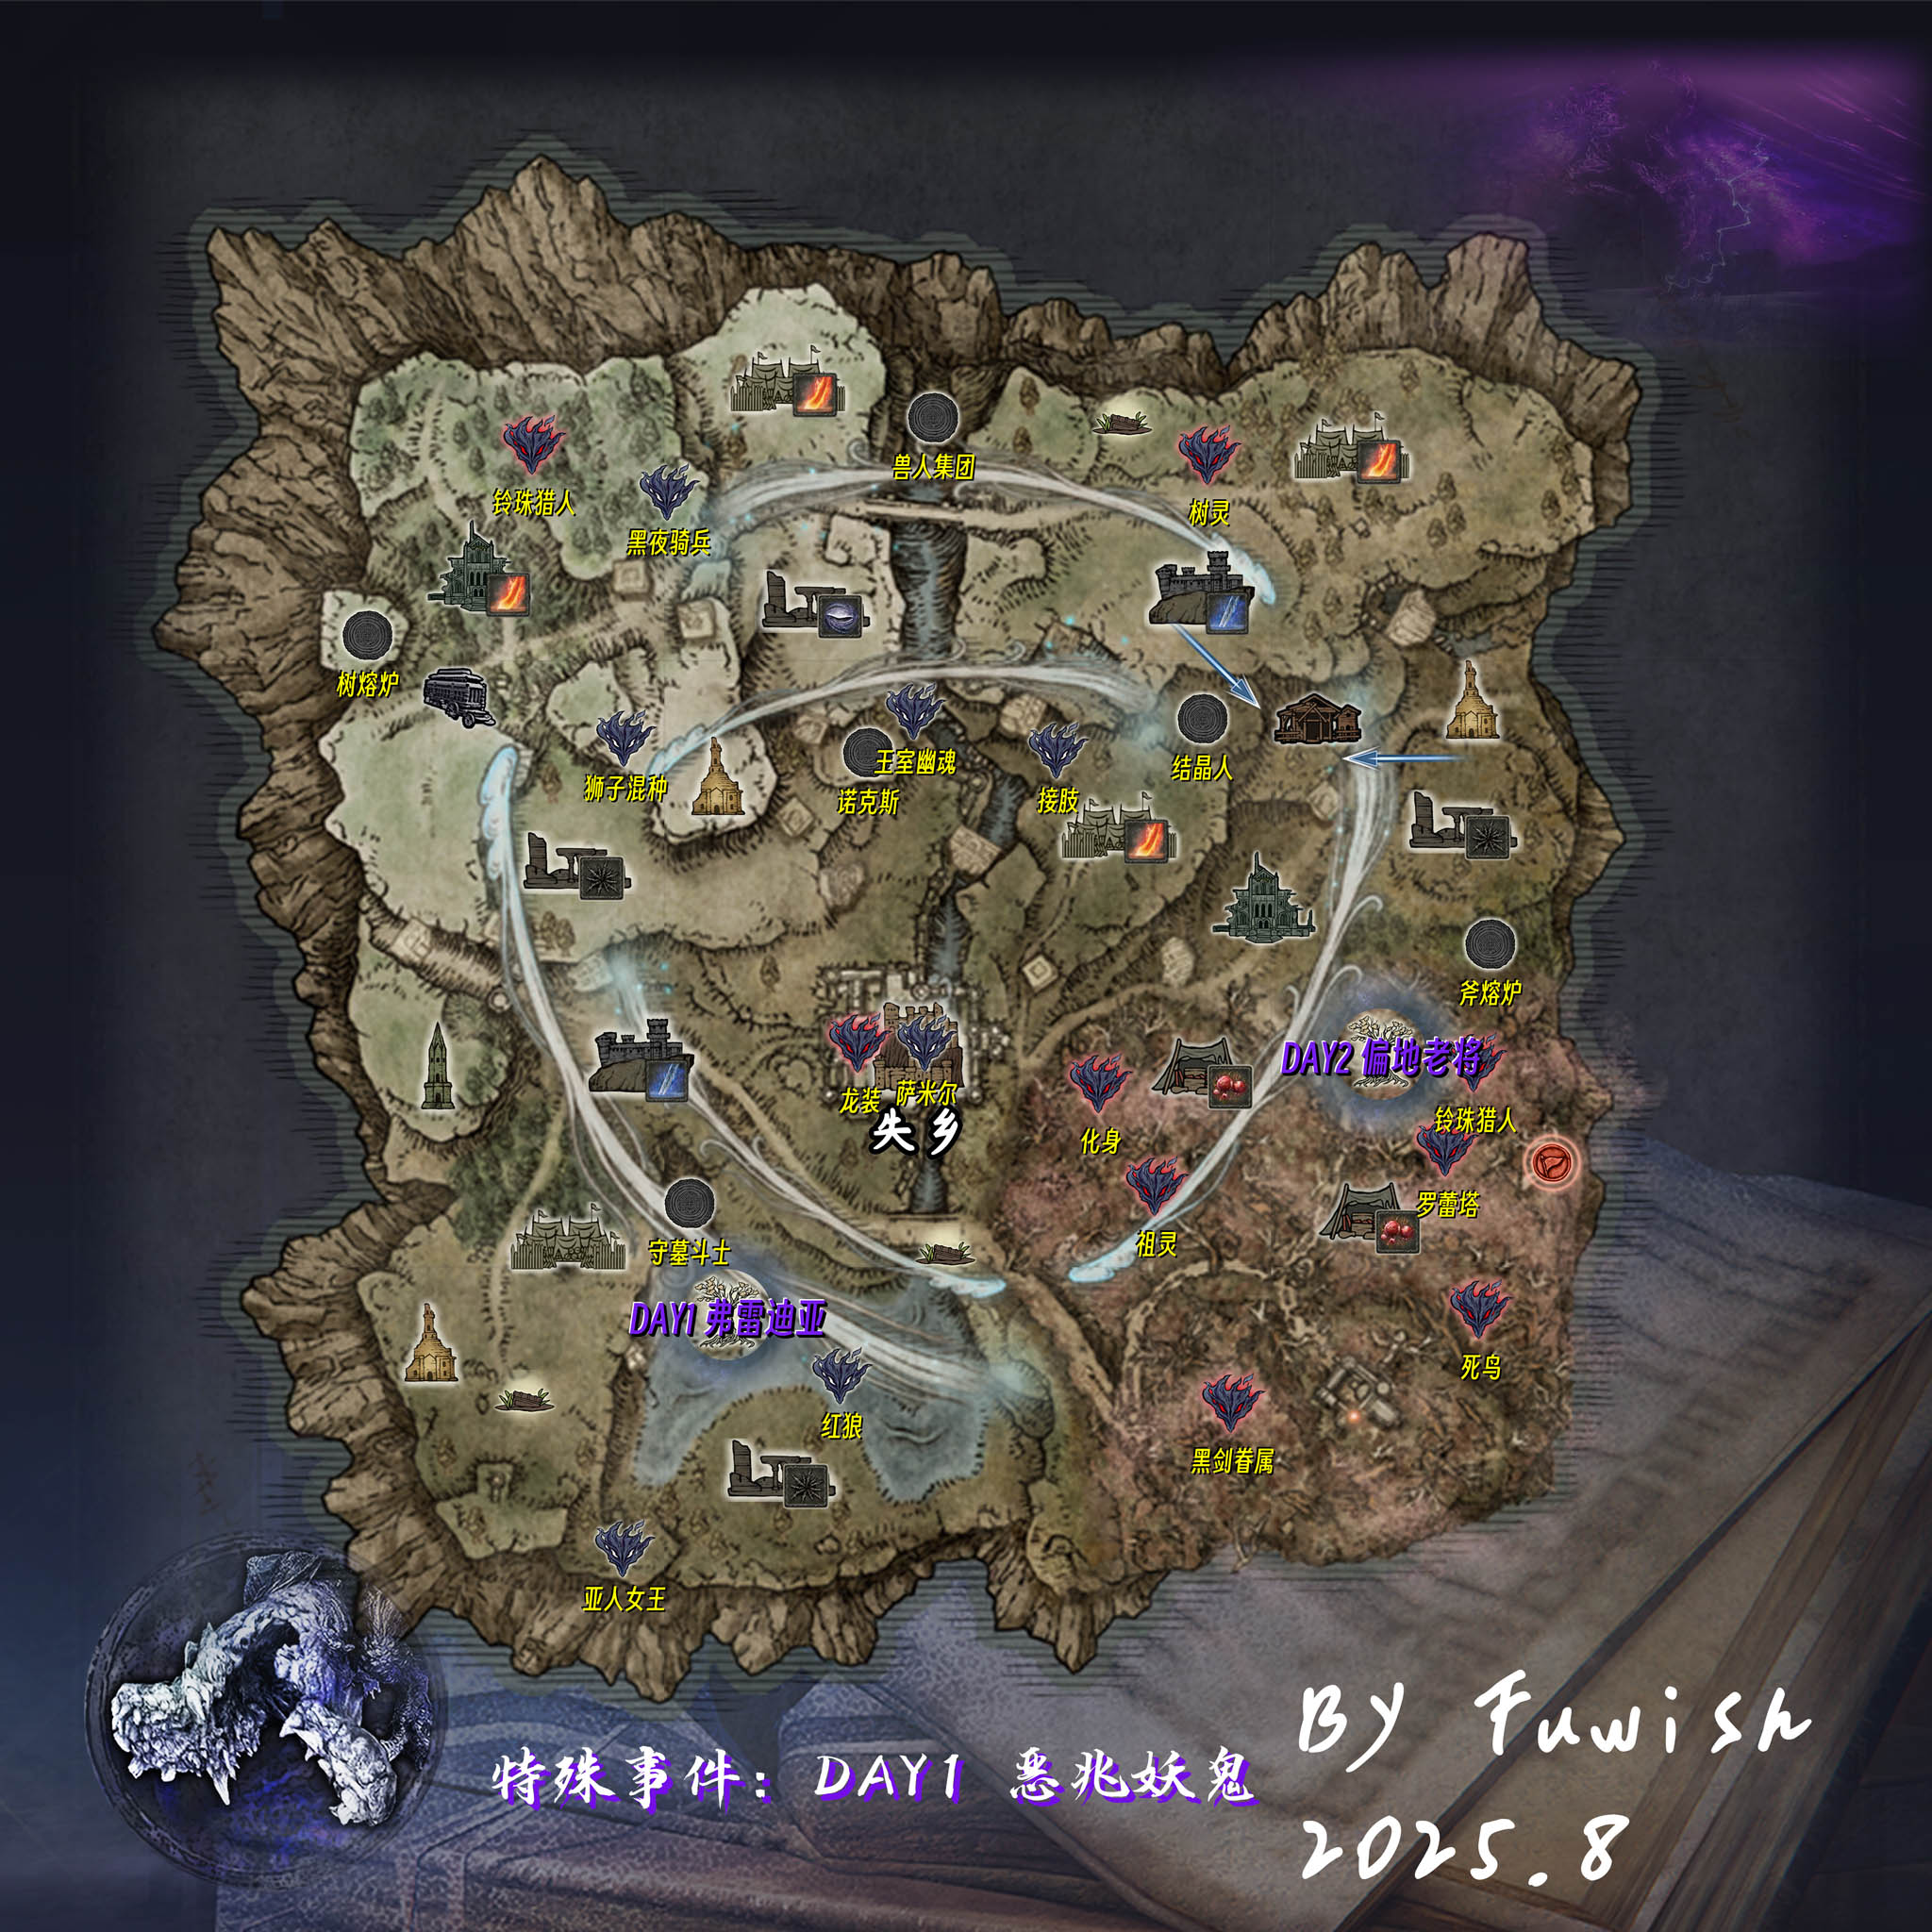 兽人集团
铃珠猎人
树灵
黑夜骑兵
树熔炉
王室幽魂
结晶人
狮子混种
诺克斯
接肢
斧熔炉
DAY2 偏地老将
龙装
萨米尔
失乡
铃珠猎人
化身
罗蕾塔
祖灵
守墓斗士
DAY1 弗雷迪亚
死鸟
红狼
黑剑眷属
亚人女王
特殊事件：DAY1 恶兆妖鬼
By Fuwish
2025.8